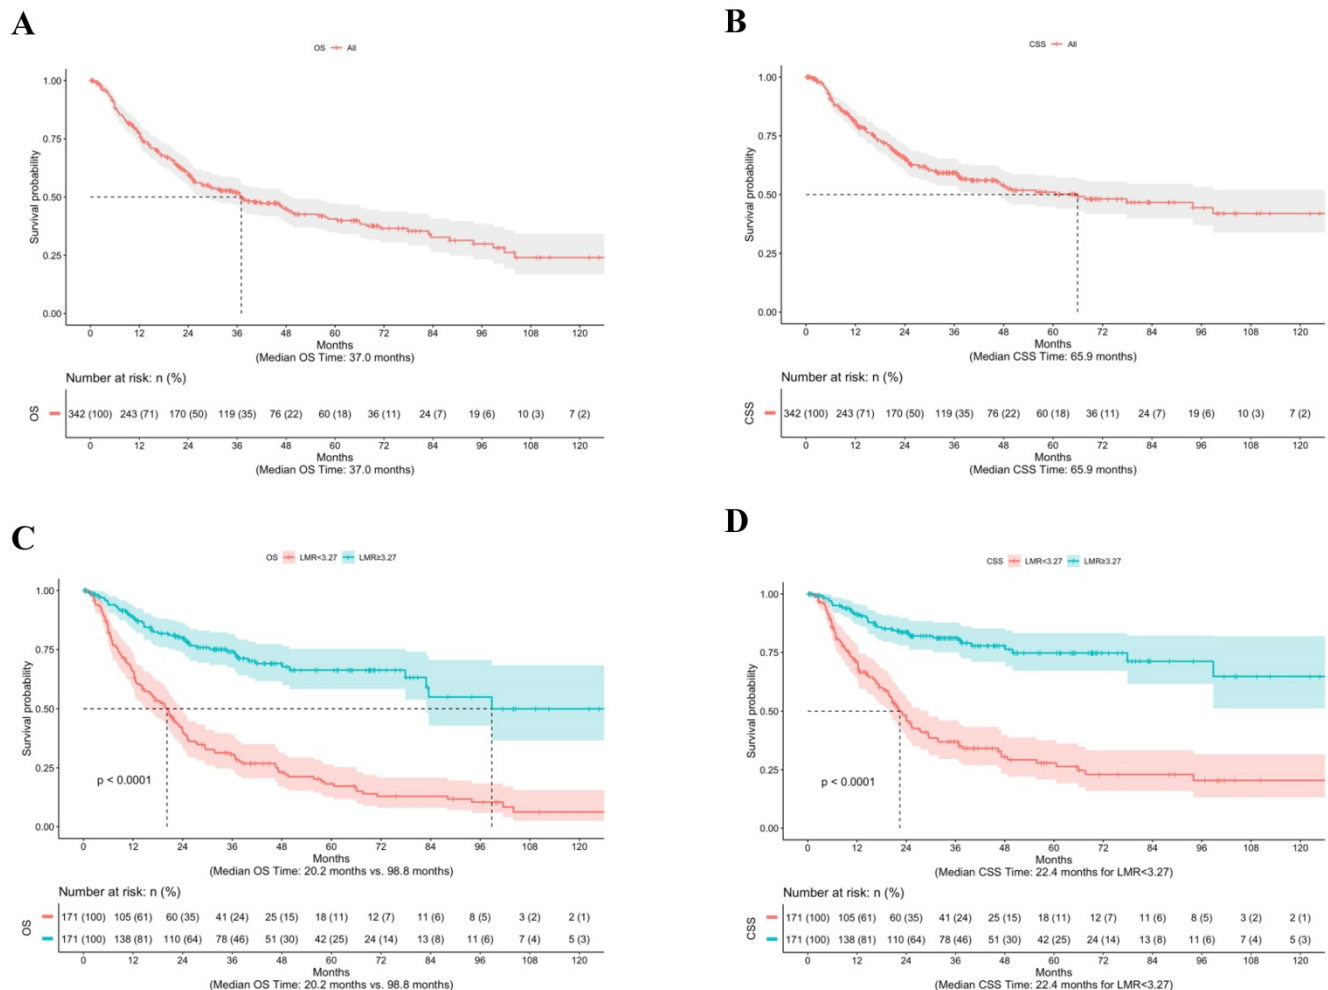 A
OS All
Survival probability
1.00
0.75
0.50
0.25
0.00
0 12 24 36 48 60 72 84 96 108 120
Months
(Median OS Time: 37.0 months)
Number at risk: n (%)
OS
342 (100) 243 (71) 170 (50) 119 (35) 76 (22) 60 (18) 36 (11) 24 (7) 19 (6) 10 (3) 7 (2)
0 12 24 36 48 60 72 84 96 108 120
Months
(Median OS Time: 37.0 months)
B
CSS All
Survival probability
1.00
0.75
0.50
0.25
0.00
0 12 24 36 48 60 72 84 96 108 120
Months
(Median CSS Time: 65.9 months)
Number at risk: n (%)
CSS
342 (100) 243 (71) 170 (50) 119 (35) 76 (22) 60 (18) 36 (11) 24 (7) 19 (6) 10 (3) 7 (2)
0 12 24 36 48 60 72 84 96 108 120
Months
(Median CSS Time: 65.9 months)
C
OS LMR<3.27 LMR≥3.27
Survival probability
1.00
0.75
0.50
0.25
0.00
p < 0.0001
0 12 24 36 48 60 72 84 96 108 120
Months
(Median OS Time: 20.2 months vs. 98.8 months)
Number at risk: n (%)
OS
171 (100) 105 (61) 60 (35) 41 (24) 25 (15) 18 (11) 12 (7) 11 (6) 8 (5) 3 (2) 2 (1)
171 (100) 138 (81) 110 (64) 78 (46) 51 (30) 42 (25) 24 (14) 13 (8) 11 (6) 7 (4) 5 (3)
0 12 24 36 48 60 72 84 96 108 120
Months
(Median OS Time: 20.2 months vs. 98.8 months)
D
CSS LMR<3.27 LMR≥3.27
Survival probability
1.00
0.75
0.50
0.25
0.00
p < 0.0001
0 12 24 36 48 60 72 84 96 108 120
Months
(Median CSS Time: 22.4 months for LMR<3.27)
Number at risk: n (%)
CSS
171 (100) 105 (61) 60 (35) 41 (24) 25 (15) 18 (11) 12 (7) 11 (6) 8 (5) 3 (2) 2 (1)
171 (100) 138 (81) 110 (64) 78 (46) 51 (30) 42 (25) 24 (14) 13 (8) 11 (6) 7 (4) 5 (3)
0 12 24 36 48 60 72 84 96 108 120
Months
(Median CSS Time: 22.4 months for LMR<3.27)